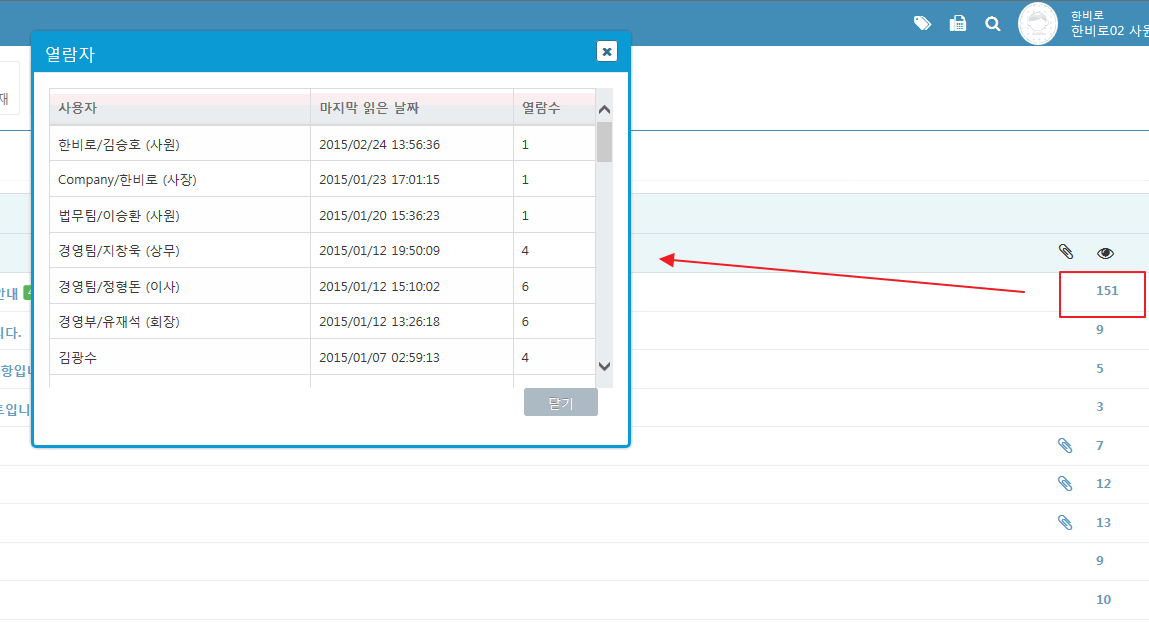 한비로
한비로02 사원
열람자
사용자 마지막 읽은 날짜 열람수
한비로/김승호 (사원) 2015/02/24 13:56:36 1
Company/한비로 (사장) 2015/01/23 17:01:15 1
법무팀/이승환 (사원) 2015/01/20 15:36:23 1
경영팀/지창욱 (상무) 2015/01/12 19:50:09 4
경영팀/정형돈 (이사) 2015/01/12 15:10:02 6
경영부/유재석 (회장) 2015/01/12 13:26:18 6
김광수 2015/01/07 02:59:13 4
닫기
재
안내 4 151
니다. 9
항입니 5
트입니 3
7
12
13
9
10